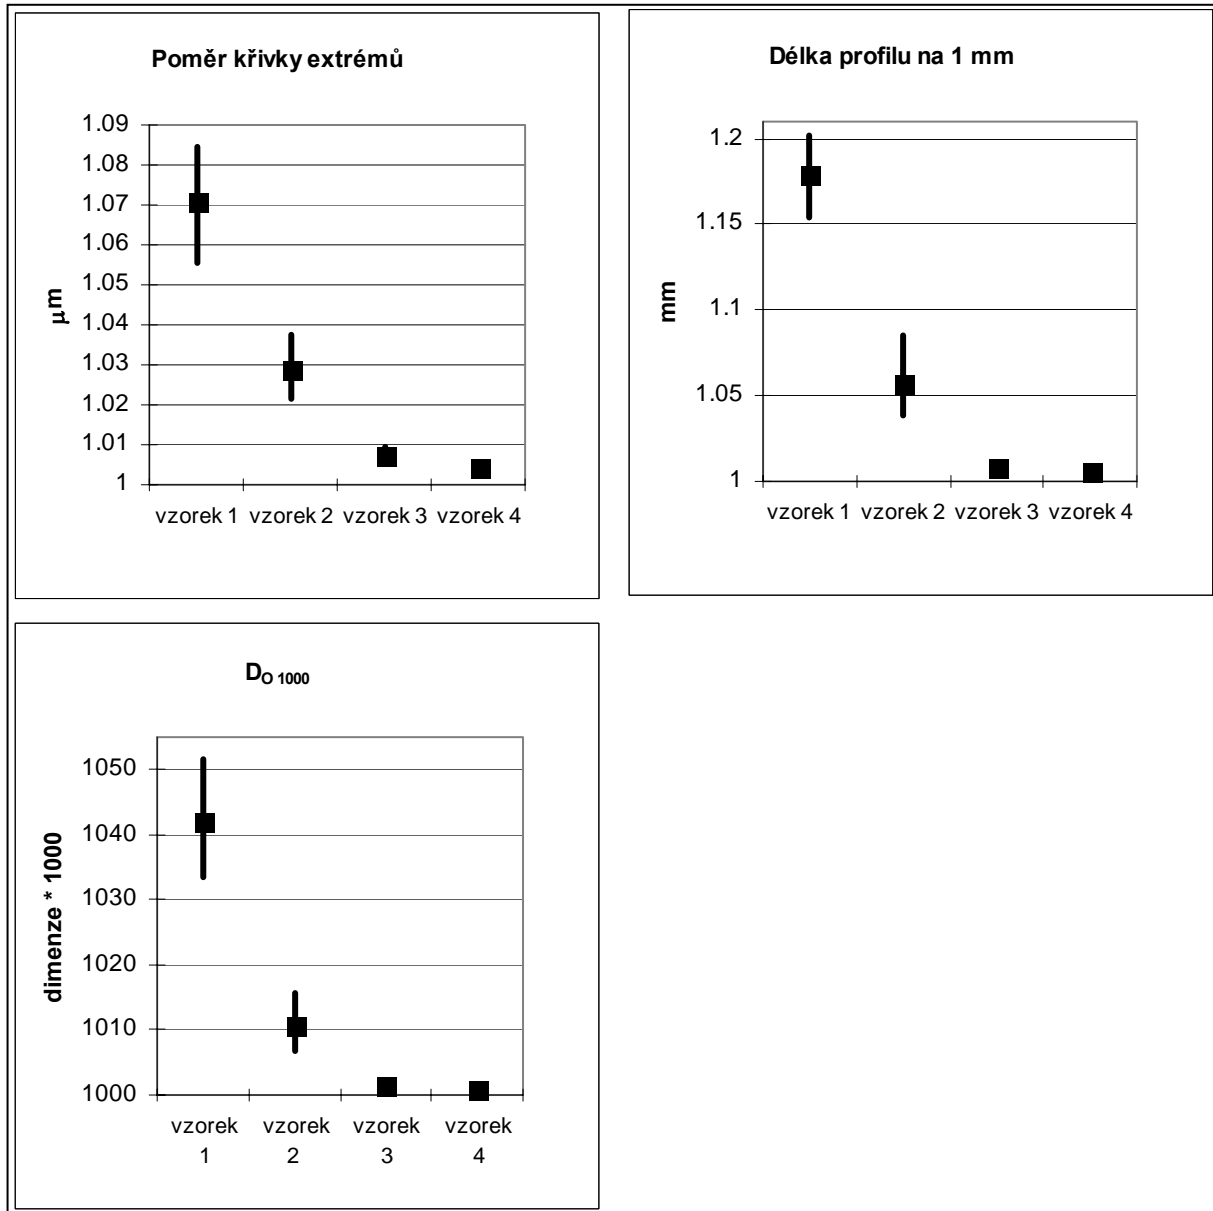 Poměr křivky extrémů
1.09
1.08
1.07
1.06
1.05
1.04
1.03
1.02
1.01
1
μm
vzorek 1 vzorek 2 vzorek 3 vzorek 4
Délka profilu na 1 mm
1.2
1.15
1.1
1.05
1
mm
vzorek 1 vzorek 2 vzorek 3 vzorek 4
DO 1000
1050
1040
1030
1020
1010
1000
dimenze * 1000
vzorek vzorek vzorek vzorek
1 2 3 4